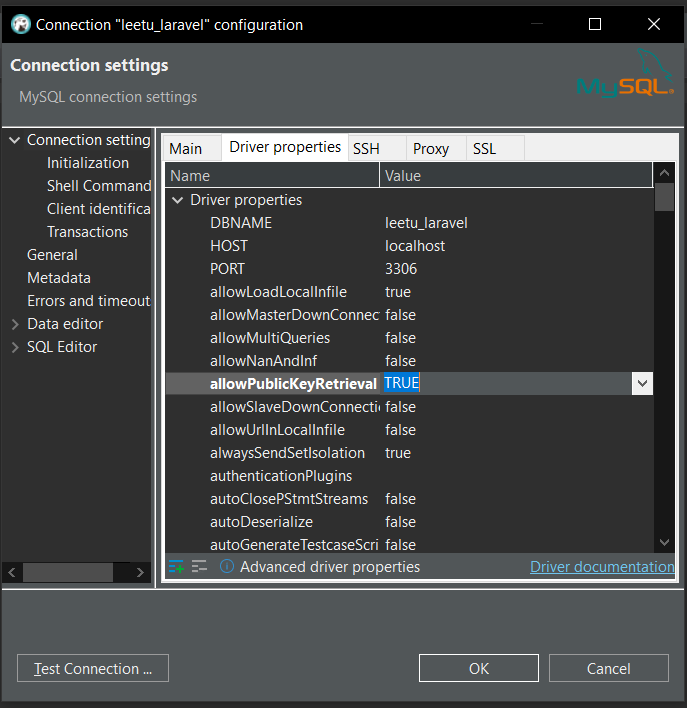 Connection "leetu_laravel" configuration
Connection settings
MySQL connection settings
MySQL
Connection setting
Initialization
Shell Command
Client identifica
Transactions
General
Metadata
Errors and timeout
Data editor
SQL Editor
Main Driver properties SSH Proxy SSL
Name Value
Driver properties
DBNAME leetu_laravel
HOST localhost
PORT 3306
allowLoadLocalInfile true
allowMasterDownConnec false
allowMultiQueries false
allowNanAndInf false
allowPublicKeyRetrieval TRUE
allowSlaveDownConnecti false
allowUrlInLocalInfile false
alwaysSendSetIsolation true
authenticationPlugins
autoClosePStmtStreams false
autoDeserialize false
autoGenerateTestcaseScri false
Advanced driver properties Driver documentation
Test Connection ... OK Cancel